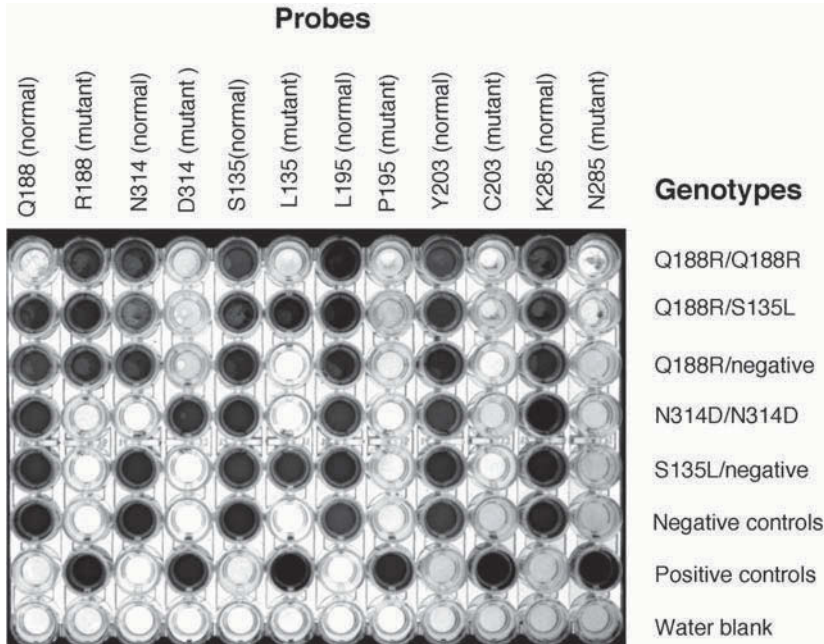 Probes
Q188 (normal)
R188 (mutant)
N314 (normal)
D314 (mutant )
S135(normal)
L135 (mutant)
L195 (normal)
P195 (mutant)
Y203 (normal)
C203 (mutant)
K285 (normal)
N285 (mutant)
Genotypes
Q188R/Q188R
Q188R/S135L
Q188R/negative
N314D/N314D
S135L/negative
Negative controls
Positive controls
Water blank